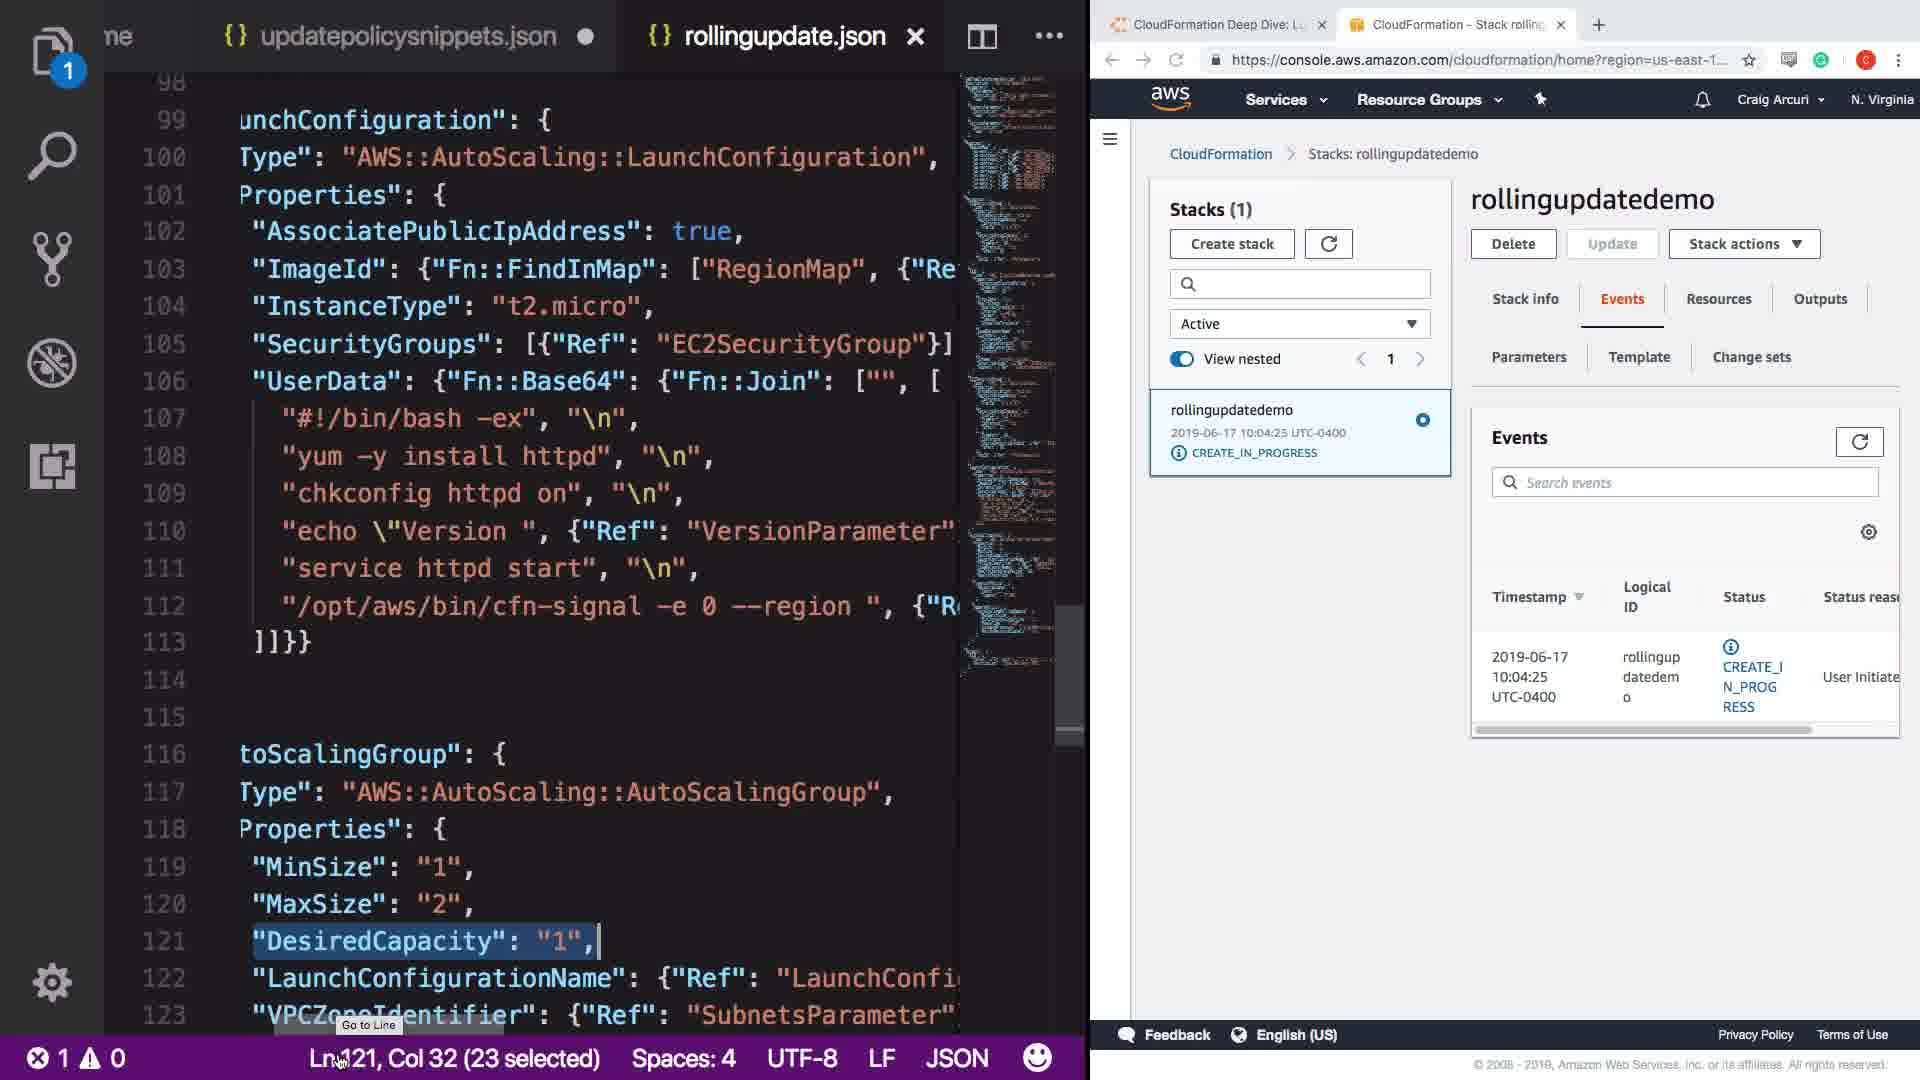 me
{} updatepolicysnippets.json
{} rollingupdate.json
1
98
99 unchConfiguration": {
100 Type": "AWS::AutoScaling::LaunchConfiguration",
101 Properties": {
102 "AssociatePublicIpAddress": true,
103 "ImageId": {"Fn::FindInMap": ["RegionMap", {"Re
104 "InstanceType": "t2.micro",
105 "SecurityGroups": [{"Ref": "EC2SecurityGroup"}]
106 "UserData": {"Fn::Base64": {"Fn::Join": ["", [
107 "#!/bin/bash -ex", "\n",
108 "yum -y install httpd", "\n",
109 "chkconfig httpd on", "\n",
110 "echo \"Version ", {"Ref": "VersionParameter"
111 "service httpd start", "\n",
112 "/opt/aws/bin/cfn-signal -e 0 --region ", {"Re
113 ]]}}
114
115
116 toScalingGroup": {
117 Type": "AWS::AutoScaling::AutoScalingGroup",
118 Properties": {
119 "MinSize": "1",
120 "MaxSize": "2",
121 "DesiredCapacity": "1",
122 "LaunchConfigurationName": {"Ref": "LaunchConfi
123 "VPCZoneIdentifier": {"Ref": "SubnetsParameter"
Go to Line
1 0 Ln 121, Col 32 (23 selected) Spaces: 4 UTF-8 LF JSON
CloudFormation Deep Dive: L
CloudFormation - Stack rolling
https://console.aws.amazon.com/cloudformation/home?region=us-east-1...
C
aws Services Resource Groups Craig Arcuri N. Virginia
CloudFormation > Stacks: rollingupdatedemo
Stacks (1)
Create stack
Active
View nested 1
rollingupdatedemo
2019-06-17 10:04:25 UTC-0400
CREATE_IN_PROGRESS
rollingupdatedemo
Delete Update Stack actions
Stack info Events Resources Outputs
Parameters Template Change sets
Events
Search events
Timestamp Logical ID Status Status reas
2019-06-17
10:04:25
UTC-0400
rollingup
datedem
o
CREATE_I
N_PROG
RESS
User Initiate
Feedback English (US) Privacy Policy Terms of Use
© 2008 - 2019, Amazon Web Services, Inc. or its affiliates. All rights reserved.